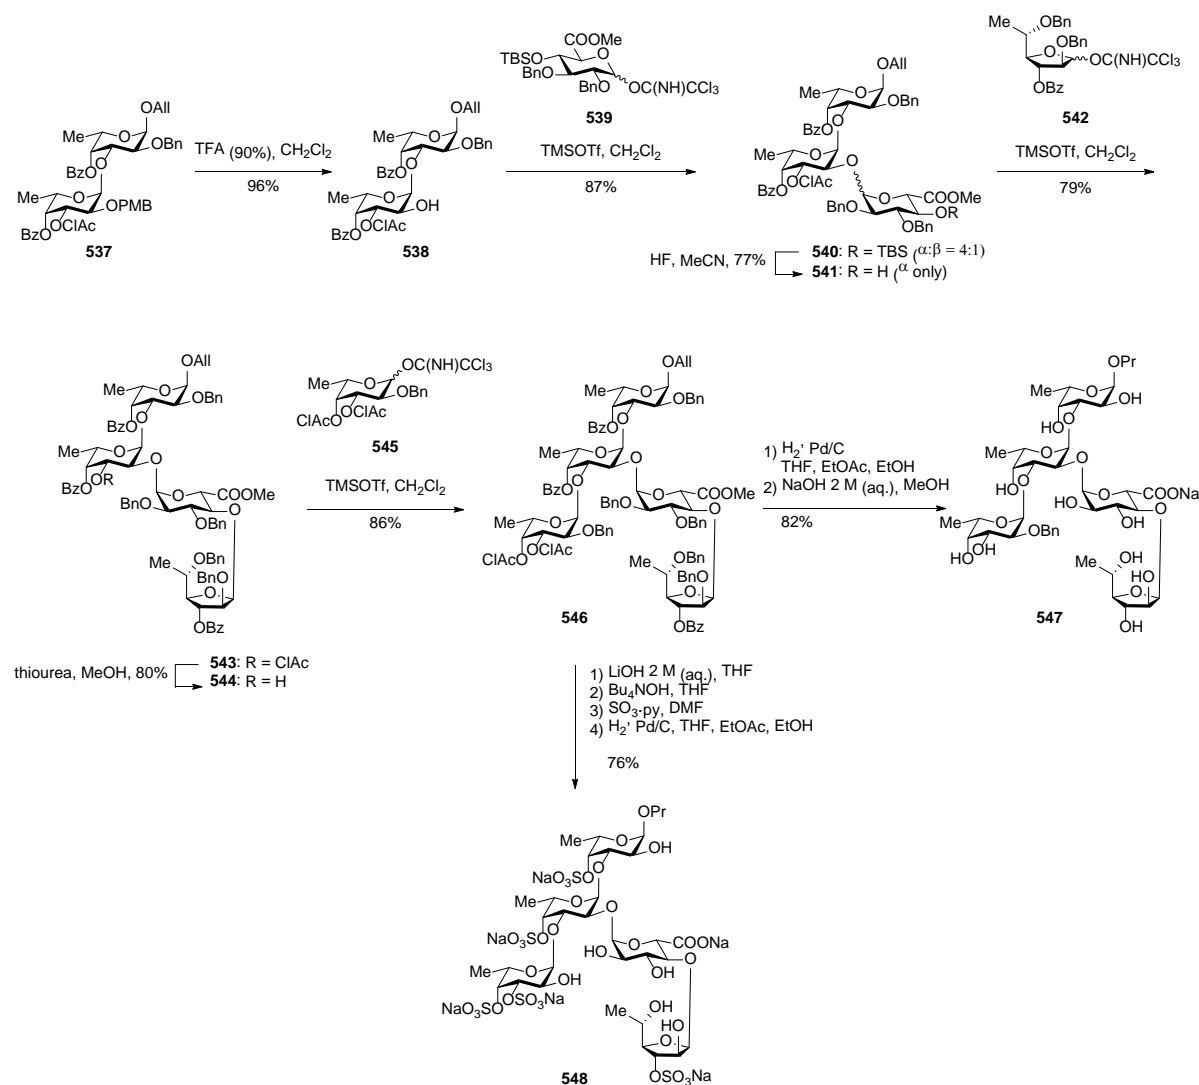 OAll
Me
O
OBn
BzO
O
Me
O
OPMB
OClAc
BzO
537
TFA (90%), CH2Cl2
96%
OAll
Me
O
OBn
BzO
O
Me
O
OH
OClAc
BzO
538
COOMe
TBSO
O
BnO
BnO
OC(NH)CCl3
539
TMSOTf, CH2Cl2
87%
OAll
Me
O
OBn
O
BzO
Me
O
O
OClAc
BzO
O
COOMe
BnO
OR
OBn
HF, MeCN, 77%
540: R = TBS (α:β = 4:1)
541: R = H (α only)
Me
OBn
OBn
O
OC(NH)CCl3
OBz
542
TMSOTf, CH2Cl2
79%
OAll
Me
O
OBn
BzO
O
Me
O
O
OR
BzO
O
COOMe
BnO
O
OBn
Me
OBn
BnO
O
OBz
thiourea, MeOH, 80%
543: R = ClAc
544: R = H
OC(NH)CCl3
Me
O
OBn
OClAc
ClAcO
545
TMSOTf, CH2Cl2
86%
OAll
Me
O
OBn
BzO
O
Me
O
O
O
BzO
O
COOMe
BnO
O
OBn
Me
O
OBn
OClAc
ClAcO
Me
OBn
BnO
O
OBz
546
1) H2' Pd/C
THF, EtOAc, EtOH
2) NaOH 2 M (aq.), MeOH
82%
OPr
Me
O
OH
HO
O
Me
O
O
O
HO
O
COONa
HO
O
OH
Me
O
OBn
OH
HO
Me
OH
HO
O
OH
547
1) LiOH 2 M (aq.), THF
2) Bu4NOH, THF
3) SO3·py, DMF
4) H2' Pd/C, THF, EtOAc, EtOH
76%
OPr
Me
O
OH
NaO3SO
O
Me
O
O
O
NaO3SO
O
COONa
HO
O
OH
Me
O
OH
OSO3Na
NaO3SO
Me
OH
HO
O
OSO3Na
548